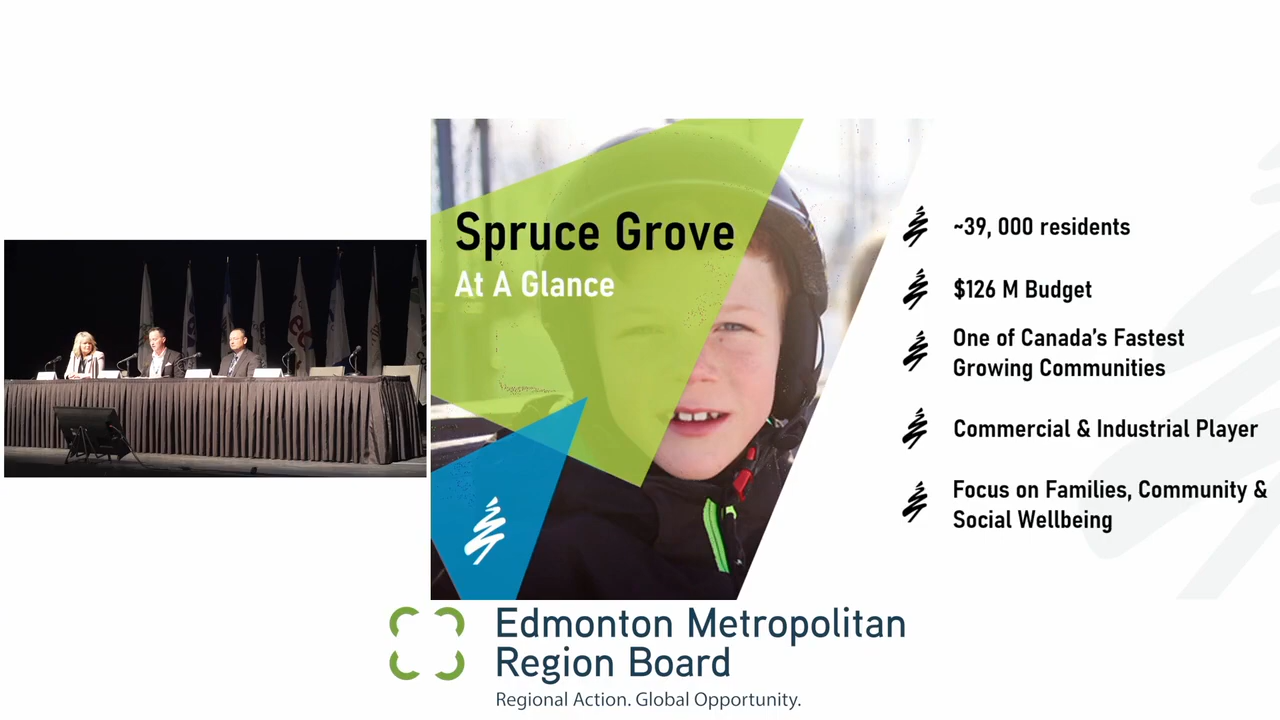 Spruce Grove
At A Glance
~39, 000 residents
$126 M Budget
One of Canada's Fastest
Growing Communities
Commercial & Industrial Player
Focus on Families, Community &
Social Wellbeing
Edmonton Metropolitan
Region Board
Regional Action. Global Opportunity.